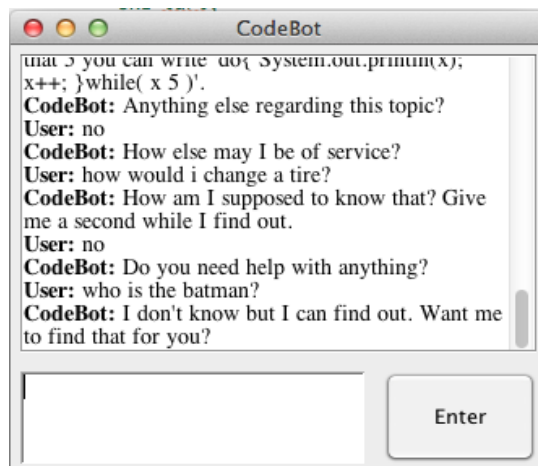 CodeBot
that 5 you can write 'do{ System.out.println(x);
x++; }while( x 5 )'.
CodeBot: Anything else regarding this topic?
User: no
CodeBot: How else may I be of service?
User: how would i change a tire?
CodeBot: How am I supposed to know that? Give
me a second while I find out.
User: no
CodeBot: Do you need help with anything?
User: who is the batman?
CodeBot: I don't know but I can find out. Want me
to find that for you?
Enter